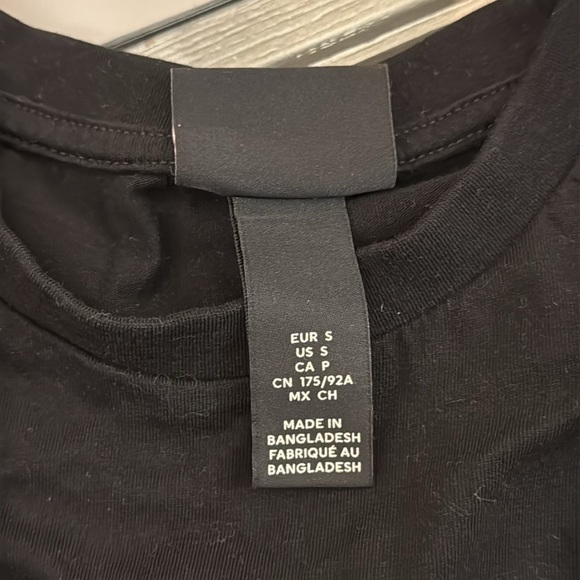 EUR S
US S
CA P
CN 175/92A
MX CH
MADE IN
BANGLADESH
FABRIQUÉ AU
BANGLADESH